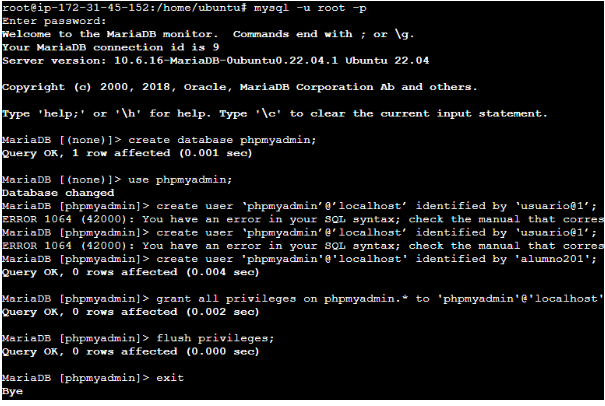 root@ip-172-31-45-152:/home/ubuntu# mysql -u root -p
Enter password:
Welcome to the MariaDB monitor.  Commands end with ; or \g.
Your MariaDB connection id is 9
Server version: 10.6.16-MariaDB-0ubuntu0.22.04.1 Ubuntu 22.04
Copyright (c) 2000, 2018, Oracle, MariaDB Corporation Ab and others.
Type 'help;' or '\h' for help. Type '\c' to clear the current input statement.
MariaDB [(none)]> create database phpmyadmin;
Query OK, 1 row affected (0.001 sec)
MariaDB [(none)]> use phpmyadmin;
Database changed
MariaDB [phpmyadmin]> create user ‘phpmyadmin’@’localhost’ identified by ‘usuario@1’;
ERROR 1064 (42000): You have an error in your SQL syntax; check the manual that corres
MariaDB [phpmyadmin]> create user ‘phpmyadmin’@’localhost’ identified by ‘usuario@1’;
ERROR 1064 (42000): You have an error in your SQL syntax; check the manual that corres
MariaDB [phpmyadmin]> create user 'phpmyadmin'@'localhost' identified by 'alumno201';
Query OK, 0 rows affected (0.004 sec)
MariaDB [phpmyadmin]> grant all privileges on phpmyadmin.* to 'phpmyadmin'@'localhost'
Query OK, 0 rows affected (0.002 sec)
MariaDB [phpmyadmin]> flush privileges;
Query OK, 0 rows affected (0.000 sec)
MariaDB [phpmyadmin]> exit
Bye